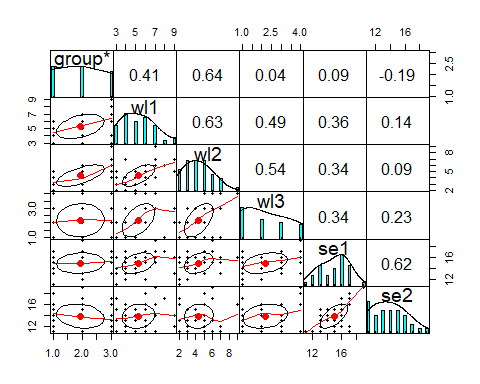 3 5 7 9 1.0 2.5 4.0 12 16
group* 0.41 0.64 0.04 0.09 -0.19 1.0 2.5
3 5 7 9 wl1 0.63 0.49 0.36 0.14
wl2 0.54 0.34 0.09 2 5 8
1.0 3.0 wl3 0.34 0.23
se1 0.62 12 16
12 16 se2
1.0 2.0 3.0 2 4 6 8 12 16